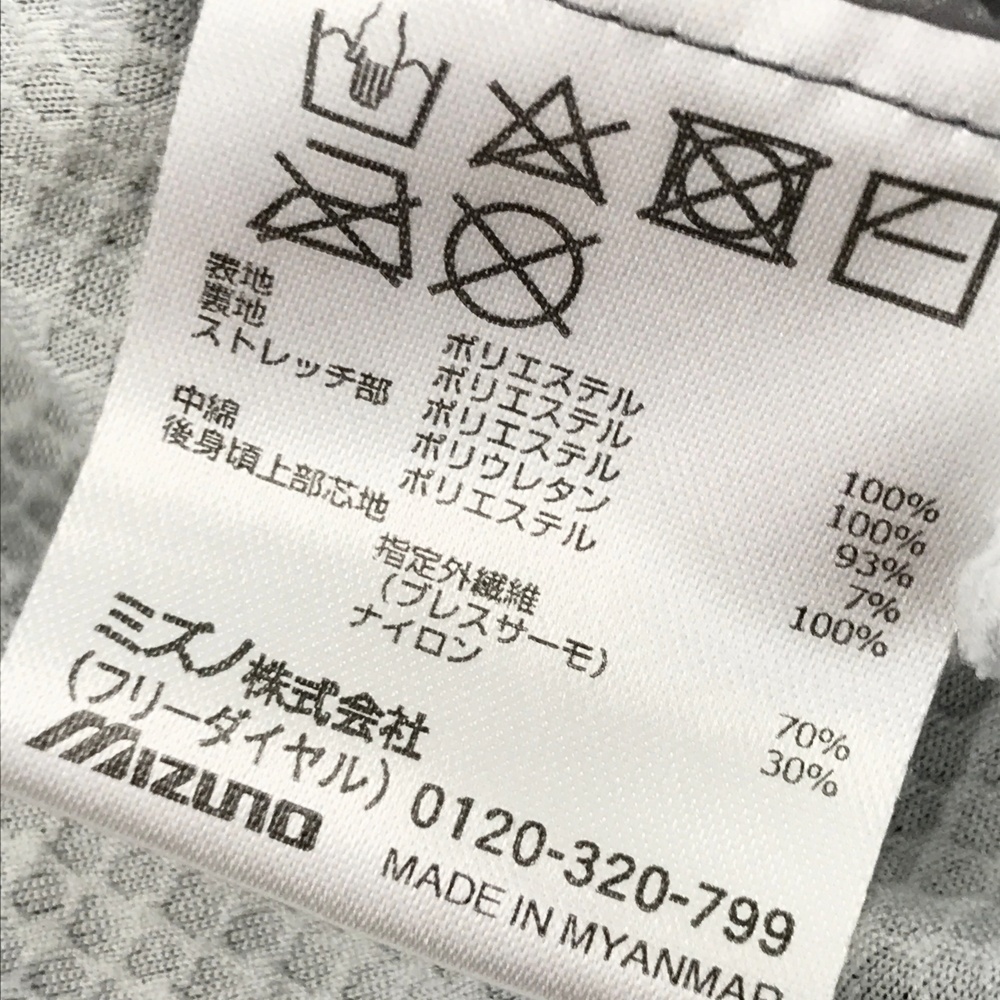 表地 ポリエステル 100%
裏地 ポリエステル 100%
ストレッチ部 ポリエステル 93%
ポリウレタン 7%
中綿 ポリエステル 100%
後身頃上部芯地 指定外繊維
(ブレスサーモ) 70%
ナイロン 30%
ミズノ株式会社
(フリーダイヤル) 0120-320-799
MIZUNO
MADE IN MYANMAR